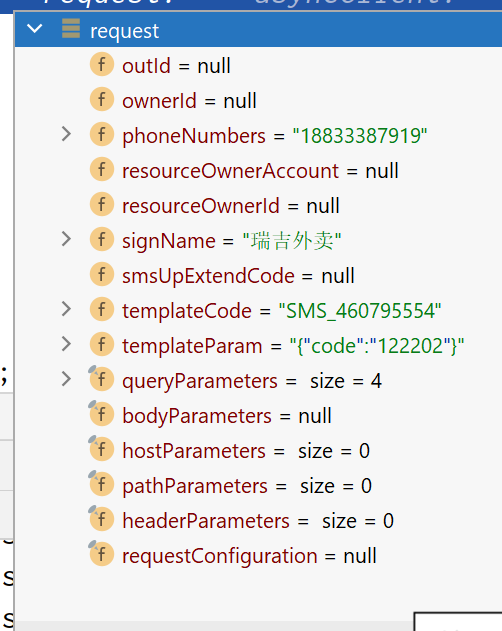 request
outId = null
ownerId = null
phoneNumbers = "18833387919"
resourceOwnerAccount = null
resourceOwnerId = null
signName = "瑞吉外卖"
smsUpExtendCode = null
templateCode = "SMS_460795554"
templateParam = "{"code":"122202"}"
queryParameters = size = 4
bodyParameters = null
hostParameters = size = 0
pathParameters = size = 0
headerParameters = size = 0
requestConfiguration = null